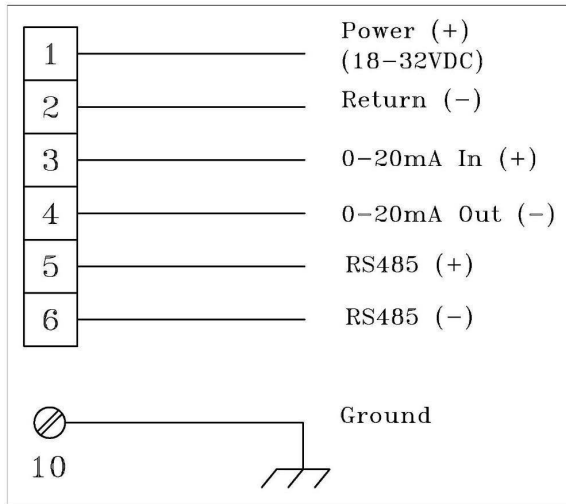 1 Power (+)
(18-32VDC)
2 Return (-)
3 0-20mA In (+)
4 0-20mA Out (-)
5 RS485 (+)
6 RS485 (-)
Ground
10